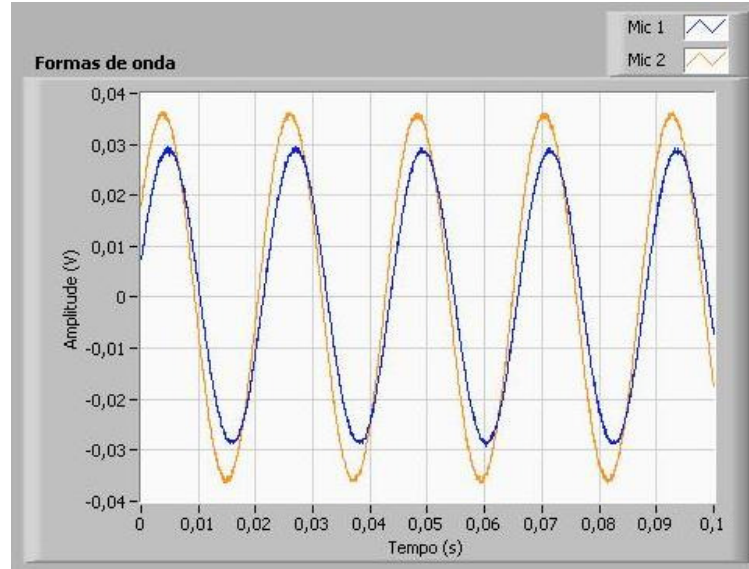 Mic 1
Mic 2
Formas de onda
0,04
0,03
0,02
0,01
0
-0,01
-0,02
-0,03
-0,04
Amplitude (V)
0 0,01 0,02 0,03 0,04 0,05 0,06 0,07 0,08 0,09 0,1
Tempo (s)